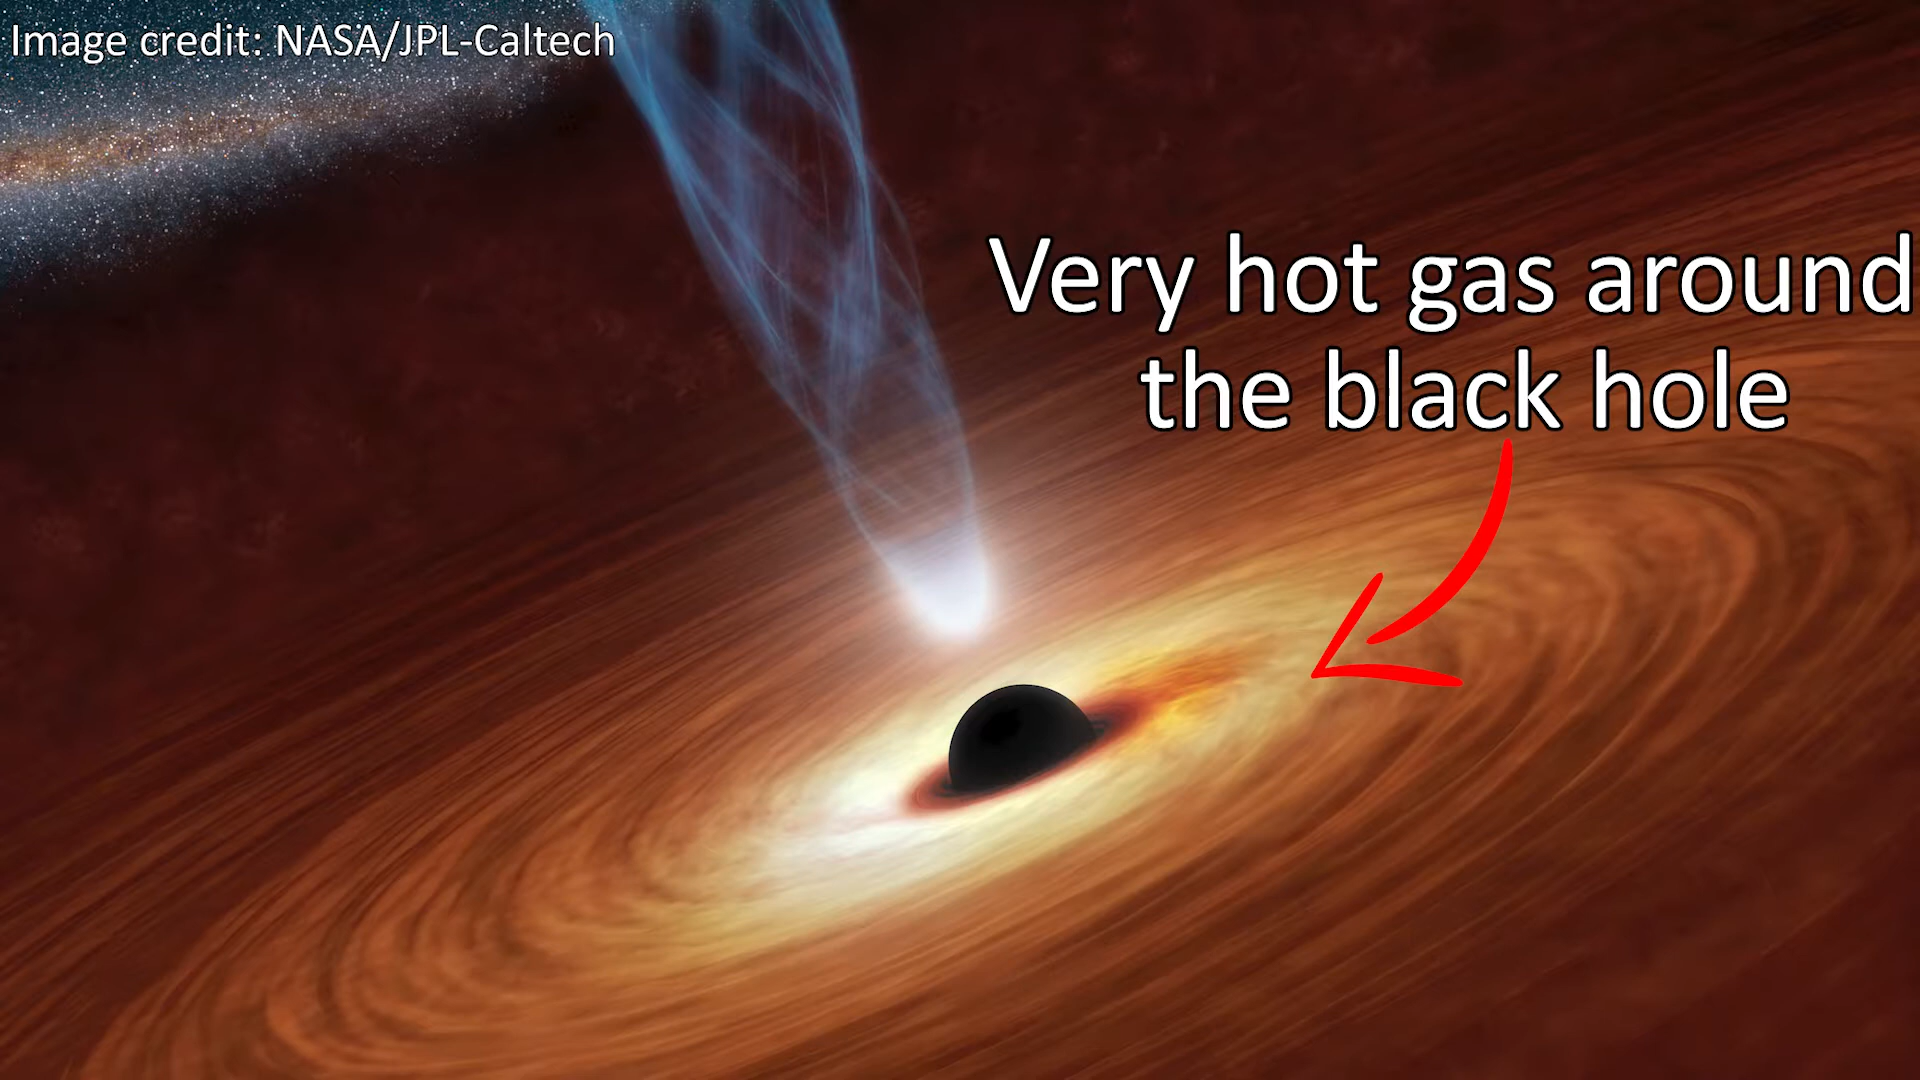 Image credit: NASA/JPL-Caltech
Very hot gas around
the black hole